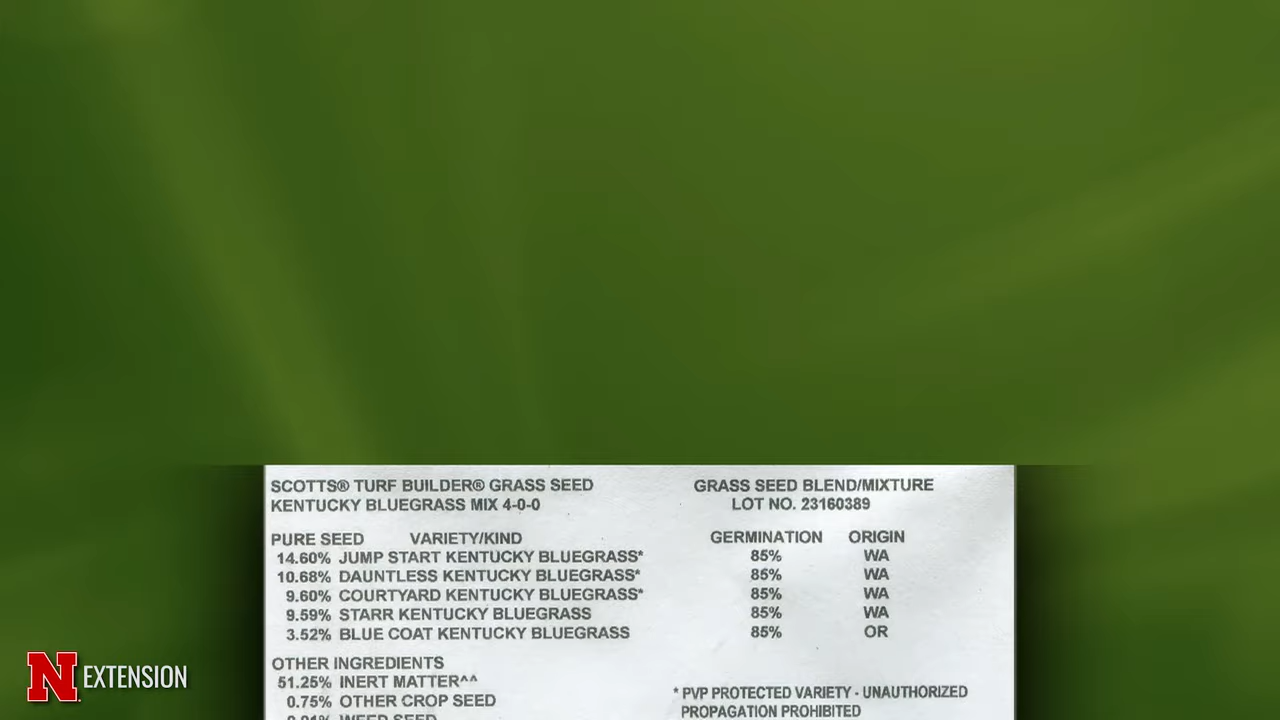 SCOTTS® TURF BUILDER® GRASS SEED
KENTUCKY BLUEGRASS MIX 4-0-0
GRASS SEED BLEND/MIXTURE
LOT NO. 23160389
PURE SEED VARIETY/KIND GERMINATION ORIGIN
14.60% JUMP START KENTUCKY BLUEGRASS* 85% WA
10.68% DAUNTLESS KENTUCKY BLUEGRASS* 85% WA
9.60% COURTYARD KENTUCKY BLUEGRASS* 85% WA
9.59% STARR KENTUCKY BLUEGRASS 85% WA
3.52% BLUE COAT KENTUCKY BLUEGRASS 85% OR
OTHER INGREDIENTS
51.25% INERT MATTER^^
0.75% OTHER CROP SEED
WEED SEED
* PVP PROTECTED VARIETY - UNAUTHORIZED
PROPAGATION PROHIBITED
N EXTENSION